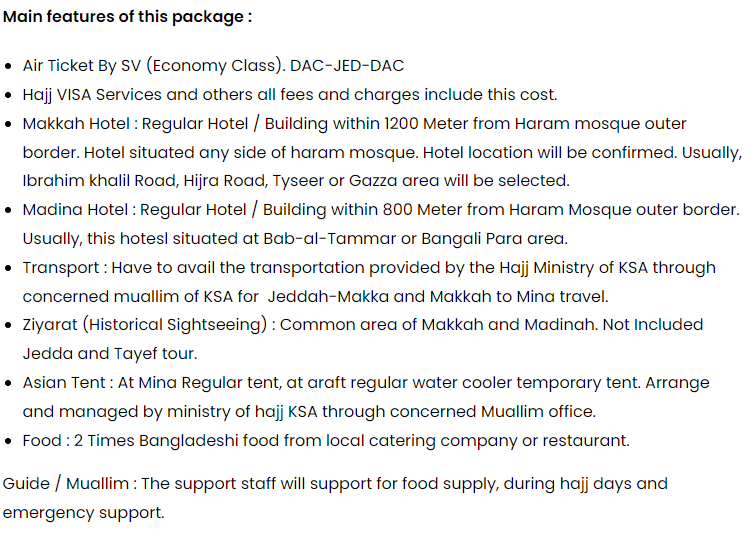 Main features of this package :
• Air Ticket By SV (Economy Class). DAC-JED-DAC
• Hajj VISA Services and others all fees and charges include this cost.
• Makkah Hotel : Regular Hotel / Building within 1200 Meter from Haram mosque outer
border. Hotel situated any side of haram mosque. Hotel location will be confirmed. Usually,
Ibrahim khalil Road, Hijra Road, Tyseer or Gazza area will be selected.
• Madina Hotel : Regular Hotel / Building within 800 Meter from Haram Mosque outer border.
Usually, this hotesl situated at Bab-al-Tammar or Bangali Para area.
• Transport : Have to avail the transportation provided by the Hajj Ministry of KSA through
concerned muallim of KSA for  Jeddah-Makka and Makkah to Mina travel.
• Ziyarat (Historical Sightseeing) : Common area of Makkah and Madinah. Not Included
Jedda and Tayef tour.
• Asian Tent : At Mina Regular tent, at araft regular water cooler temporary tent. Arrange
and managed by ministry of hajj KSA through concerned Muallim office.
• Food : 2 Times Bangladeshi food from local catering company or restaurant.
Guide / Muallim : The support staff will support for food supply, during hajj days and
emergency support.